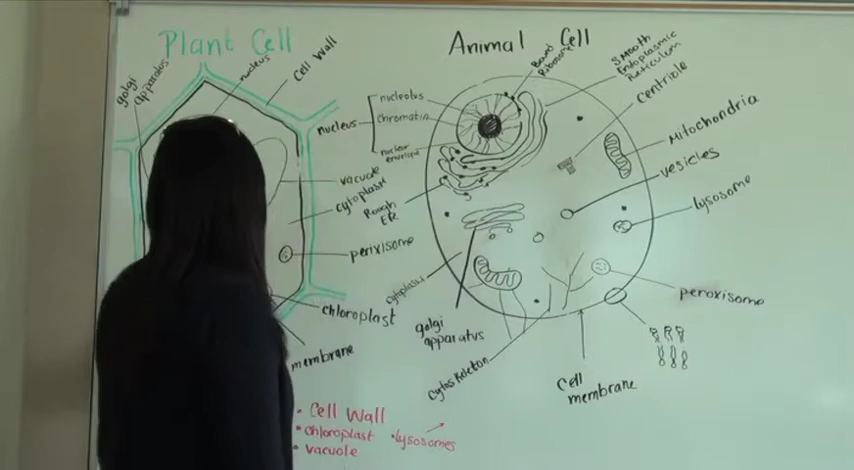 Plant Cell
golgi
apparatus
nucleus
Cell Wall
vacuole
cytoplasm
perixisome
chloroplast
membrane
• Cell Wall
• chloroplast
• vacuole
• lysosomes
Animal Cell
nucleus
nucleolus
chromatin
nuclear
envelope
Bound
Ribosome
Smooth
Endoplasmic
Reticulum
centriole
Mitochondria
vesicles
lysosome
peroxisome
Rough
ER
cytoplasm
golgi
apparatus
cytoskeleton
Cell
membrane